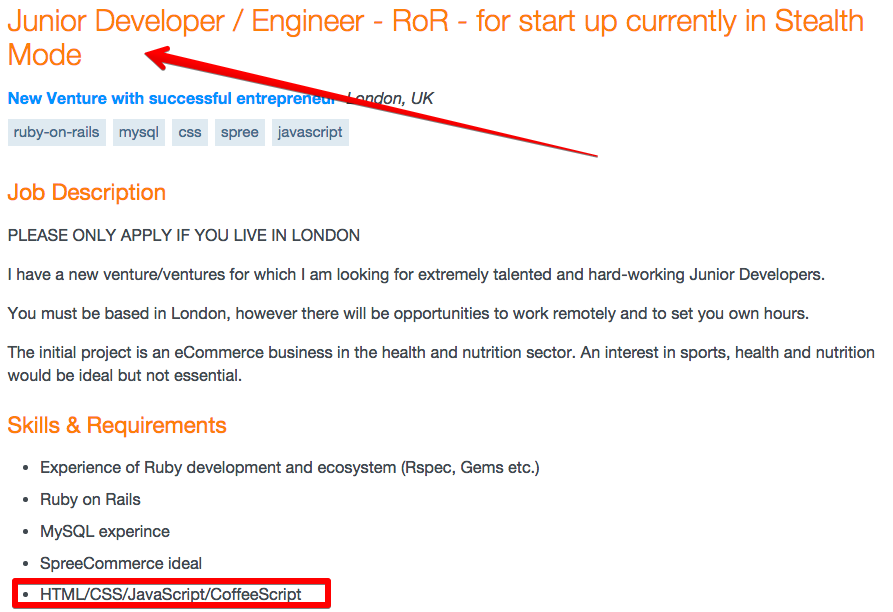 Junior Developer / Engineer - RoR - for start up currently in Stealth
Mode
New Venture with successful entrepreneur - London, UK
ruby-on-rails mysql css spree javascript
Job Description
PLEASE ONLY APPLY IF YOU LIVE IN LONDON
I have a new venture/ventures for which I am looking for extremely talented and hard-working Junior Developers.
You must be based in London, however there will be opportunities to work remotely and to set you own hours.
The initial project is an eCommerce business in the health and nutrition sector. An interest in sports, health and nutrition
would be ideal but not essential.
Skills & Requirements
• Experience of Ruby development and ecosystem (Rspec, Gems etc.)
• Ruby on Rails
• MySQL experince
• SpreeCommerce ideal
• HTML/CSS/JavaScript/CoffeeScript